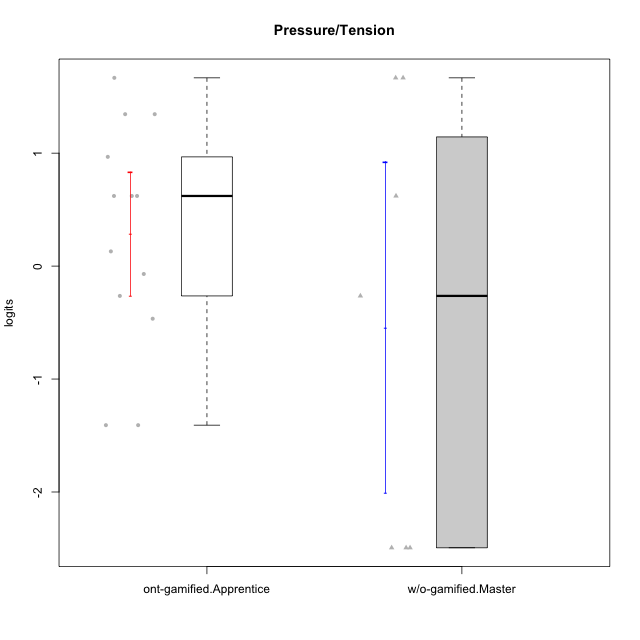 Pressure/Tension
1
0
-1
-2
logits
ont-gamified.Apprentice
w/o-gamified.Master